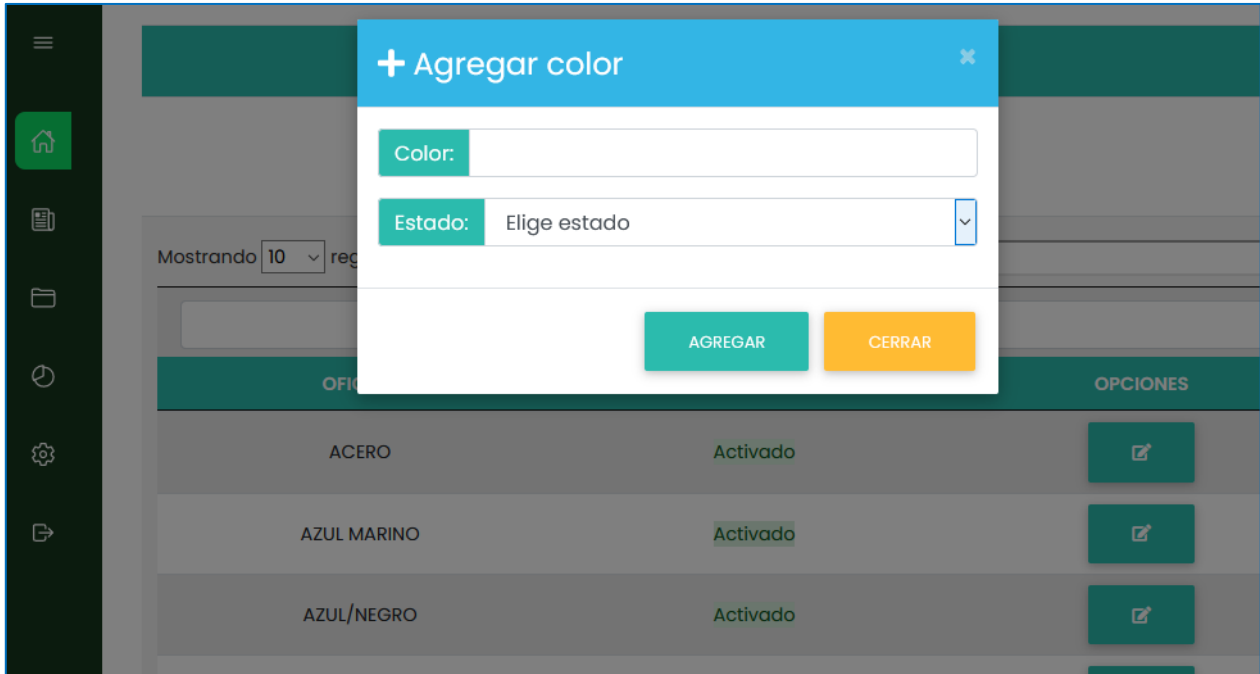 Agregar color
Color:
Estado: Elige estado
Mostrando 10
AGREGAR CERRAR
OPCIONES
ACERO Activado
AZUL MARINO Activado
AZUL/NEGRO Activado